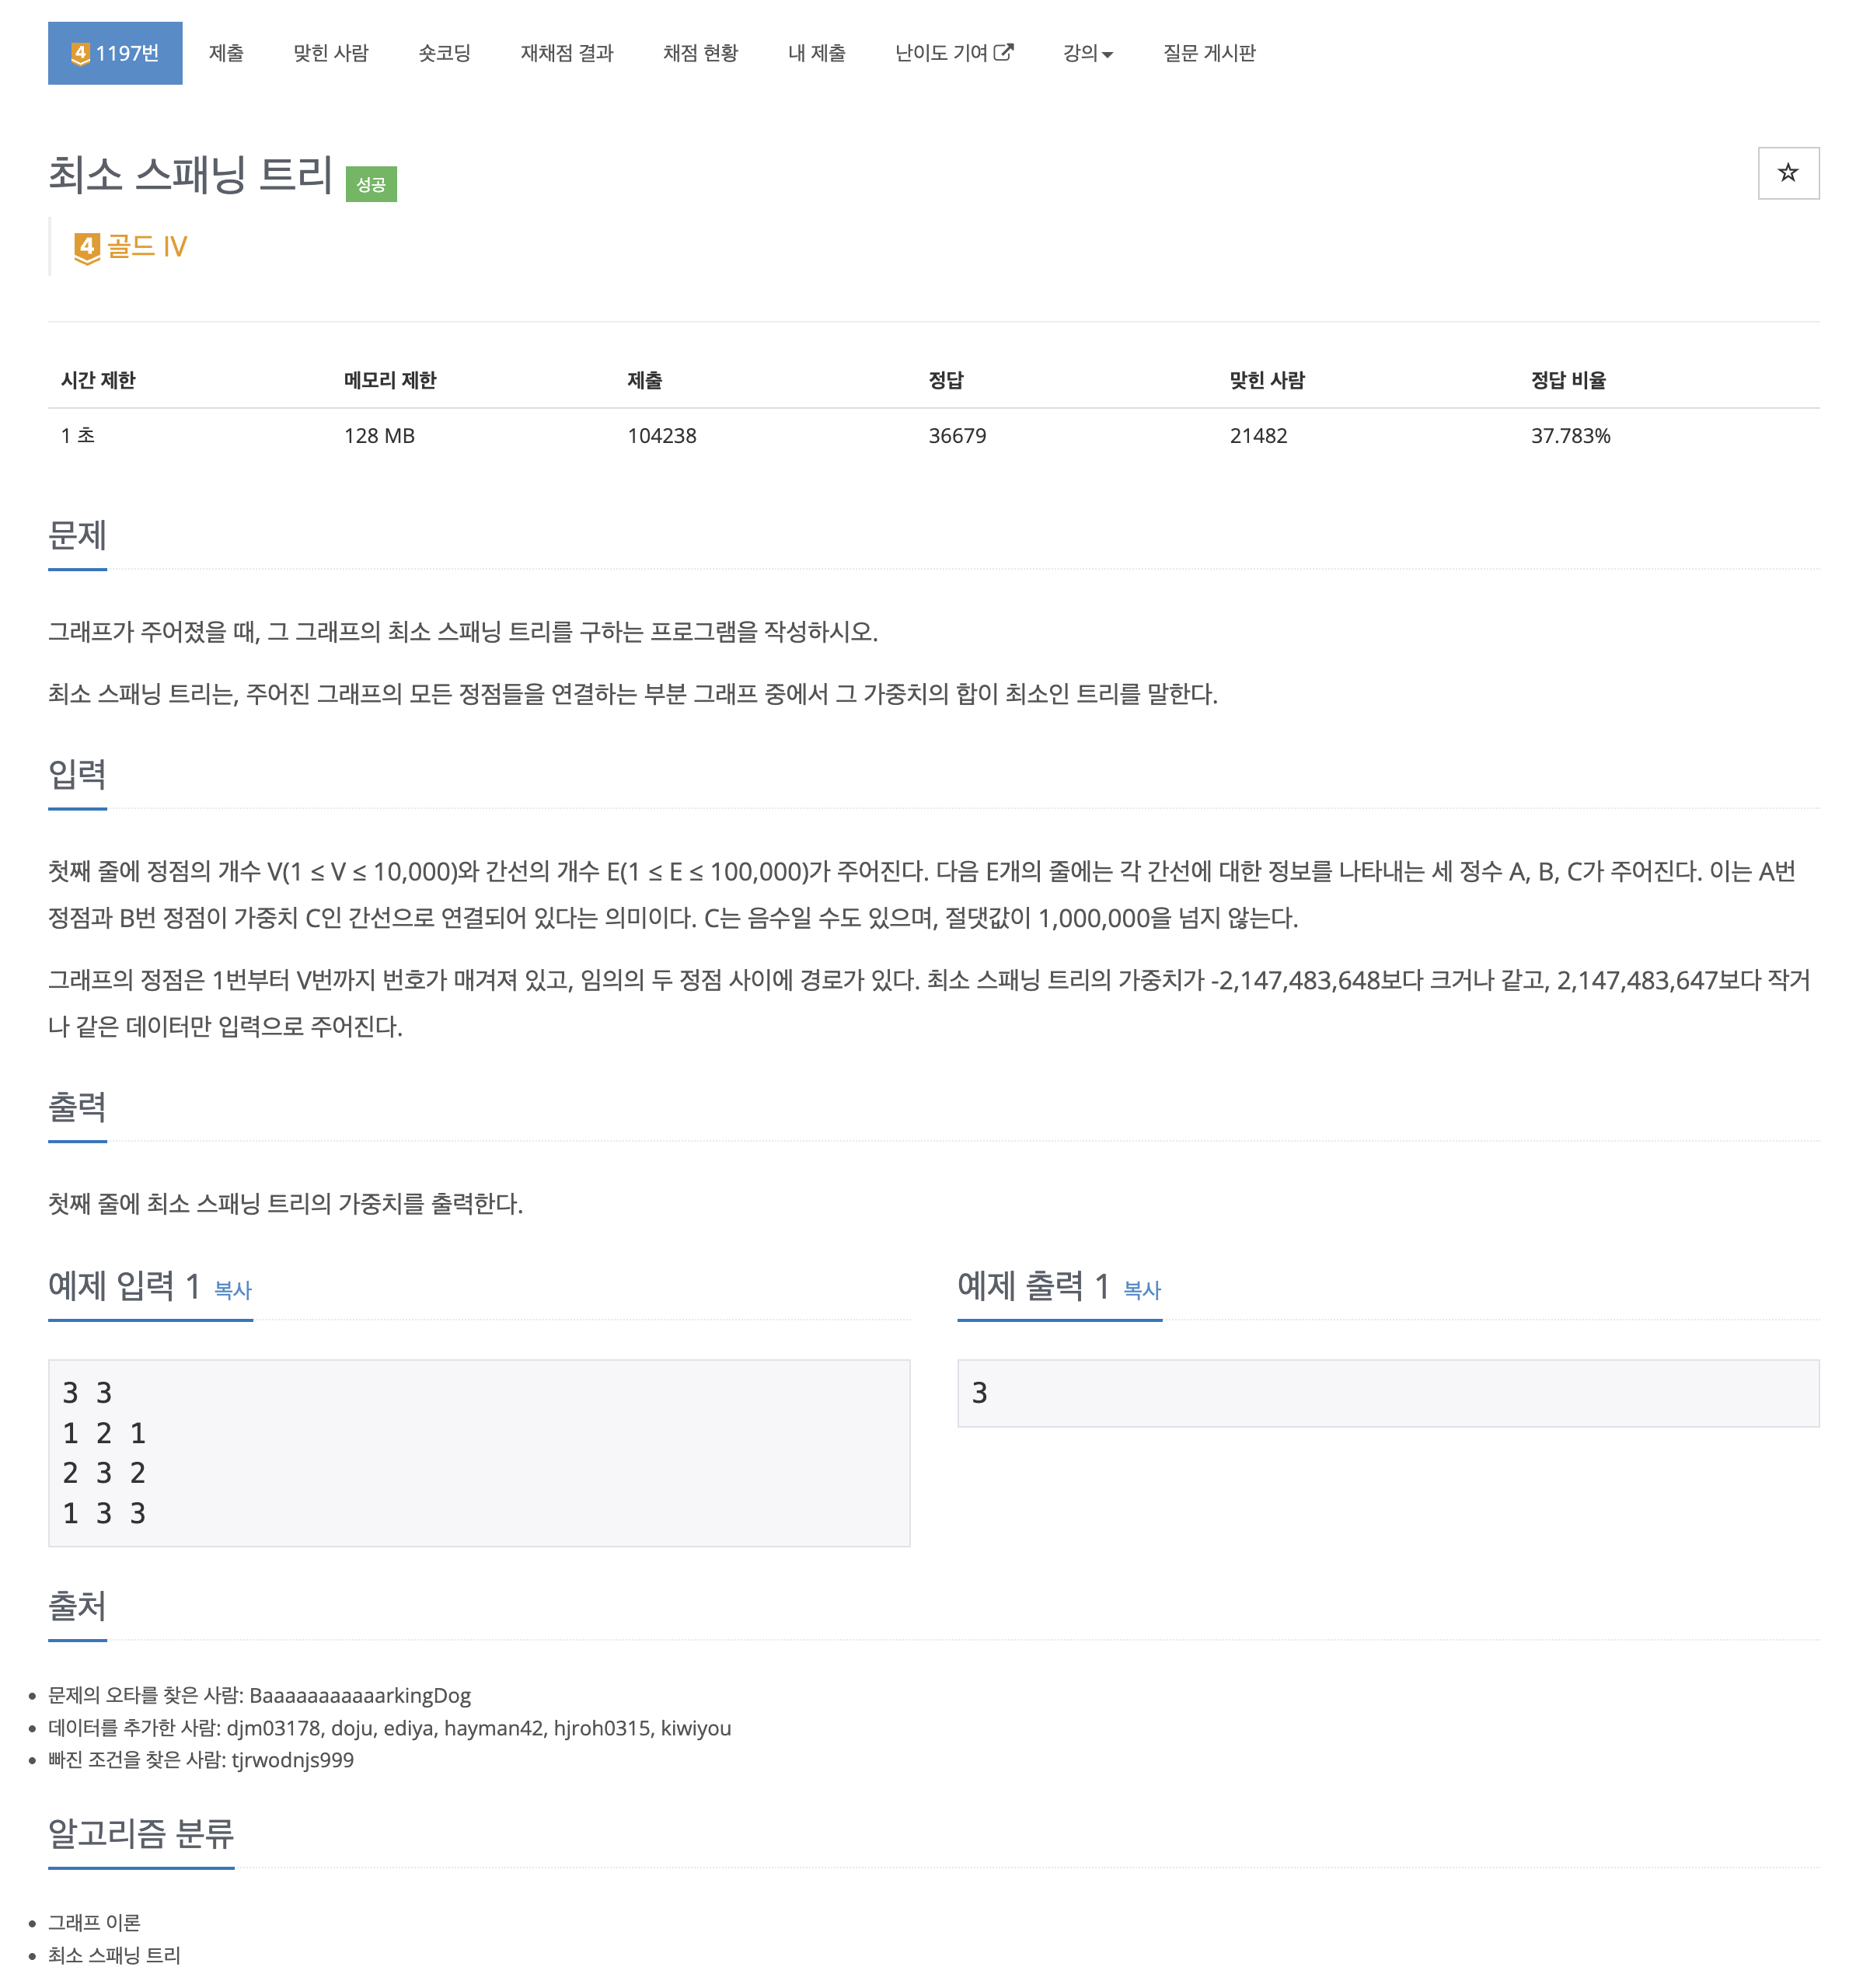 4 1197번 제출 맞힌 사람 숏코딩 재채점 결과 채점 현황 내 제출 난이도 기여 강의 질문 게시판
최소 스패닝 트리 성공
4 골드 IV
시간 제한 메모리 제한 제출 정답 맞힌 사람 정답 비율
1 초 128 MB 104238 36679 21482 37.783%
문제
그래프가 주어졌을 때, 그 그래프의 최소 스패닝 트리를 구하는 프로그램을 작성하시오.
최소 스패닝 트리는, 주어진 그래프의 모든 정점들을 연결하는 부분 그래프 중에서 그 가중치의 합이 최소인 트리를 말한다.
입력
첫째 줄에 정점의 개수 V(1 ≤ V ≤ 10,000)와 간선의 개수 E(1 ≤ E ≤ 100,000)가 주어진다. 다음 E개의 줄에는 각 간선에 대한 정보를 나타내는 세 정수 A, B, C가 주어진다. 이는 A번
정점과 B번 정점이 가중치 C인 간선으로 연결되어 있다는 의미이다. C는 음수일 수도 있으며, 절댓값이 1,000,000을 넘지 않는다.
그래프의 정점은 1번부터 V번까지 번호가 매겨져 있고, 임의의 두 정점 사이에 경로가 있다. 최소 스패닝 트리의 가중치가 -2,147,483,648보다 크거나 같고, 2,147,483,647보다 작거
나 같은 데이터만 입력으로 주어진다.
출력
첫째 줄에 최소 스패닝 트리의 가중치를 출력한다.
예제 입력 1 복사
3 3
1 2 1
2 3 2
1 3 3
예제 출력 1 복사
3
출처
문제의 오타를 찾은 사람: BaaaaaaaaaaarkingDog
데이터를 추가한 사람: djm03178, doju, ediya, hayman42, hjroh0315, kiwiyou
빠진 조건을 찾은 사람: tjrwodnjs999
알고리즘 분류
그래프 이론
최소 스패닝 트리